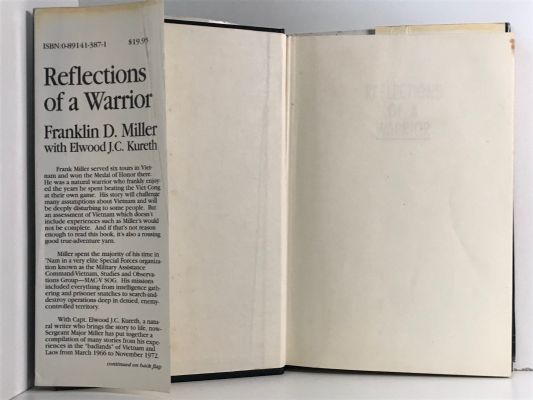 ISBN:0-89141-387-1 $19.95
Reflections
of a Warrior
Franklin D. Miller
with Elwood J.C. Kureth
Frank Miller served six tours in Viet-
nam and won the Medal of Honor there.
He was a natural warrior who frankly enjoy-
ed the years he spent beating the Viet Cong
at their own game. His story will challenge
many assumptions about Vietnam and will
be deeply disturbing to some people. But
an assessment of Vietnam which doesn't
include experiences such as Miller's would
not be complete. And if that's not reason
enough to read this book, it's also a rousing
good true-adventure yarn.
Miller spent the majority of his time in
'Nam in a very elite Special Forces organiza-
tion known as the Military Assistance
Command-Vietnam, Studies and Observa-
tions Group—MAC-V SOG. His missions
included everything from intelligence gath-
ering and prisoner snatches to search-and-
destroy operations deep in denied, enemy-
controlled territory.
With Capt. Elwood J.C. Kureth, a natu-
ral writer who brings the story to life, now-
Sergeant Major Miller has put together a
compilation of many stories from his expe-
riences in the "badlands" of Vietnam and
Laos from March 1966 to November 1972.
continued on back flap